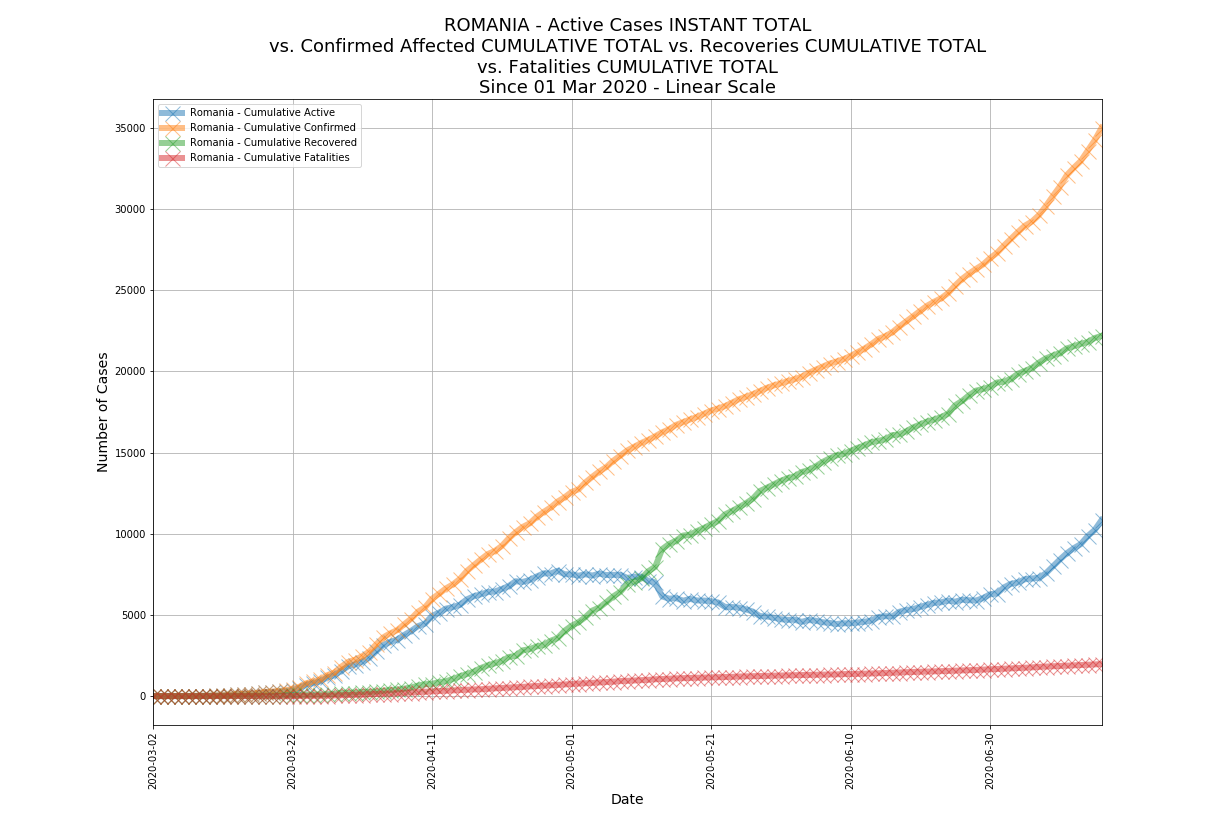 ROMANIA - Active Cases INSTANT TOTAL
vs. Confirmed Affected CUMULATIVE TOTAL vs. Recoveries CUMULATIVE TOTAL
vs. Fatalities CUMULATIVE TOTAL
Since 01 Mar 2020 - Linear Scale
Romania - Cumulative Active
Romania - Cumulative Confirmed
Romania - Cumulative Recovered
Romania - Cumulative Fatalities
Number of Cases
35000
30000
25000
20000
15000
10000
5000
0
2020-03-02
2020-03-22
2020-04-11
2020-05-01
2020-05-21
2020-06-10
2020-06-30
Date